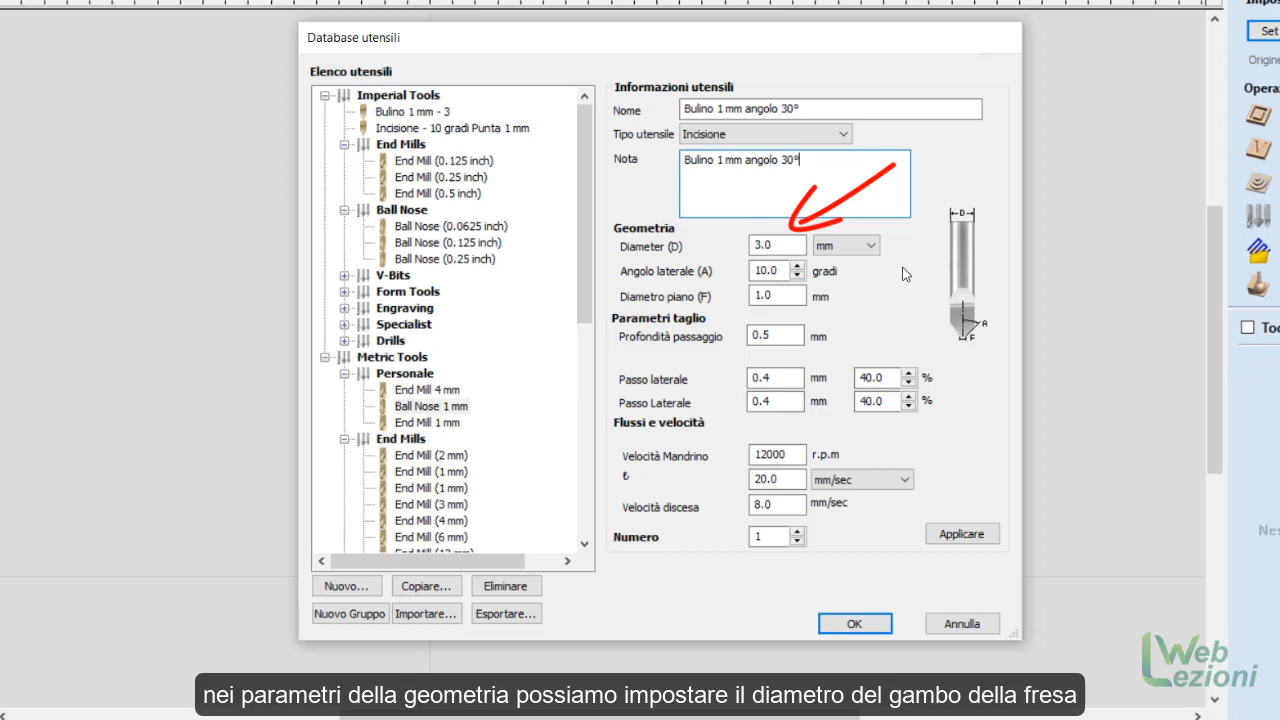 Database utensili
Elenco utensili
Imperial Tools
Bulino 1 mm - 3
Incisione - 10 gradi Punta 1 mm
End Mills
End Mill (0.125 inch)
End Mill (0.25 inch)
End Mill (0.5 inch)
Ball Nose
Ball Nose (0.0625 inch)
Ball Nose (0.125 inch)
Ball Nose (0.25 inch)
V-Bits
Form Tools
Engraving
Specialist
Drills
Metric Tools
Personale
End Mill 4 mm
Ball Nose 1 mm
End Mill 1 mm
End Mills
End Mill (2 mm)
End Mill (1 mm)
End Mill (1 mm)
End Mill (3 mm)
End Mill (4 mm)
End Mill (6 mm)
Nuovo... Copiare... Eliminare
Nuovo Gruppo Importare... Esportare...
Informazioni utensili
Nome Bulino 1 mm angolo 30°
Tipo utensile Incisione
Nota Bulino 1 mm angolo 30°
Geometria
Diameter (D) 3.0 mm
Angolo laterale (A) 10.0 gradi
Diametro piano (F) 1.0 mm
Parametri taglio
Profondità passaggio 0.5 mm
Passo laterale 0.4 mm 40.0 %
Passo Laterale 0.4 mm 40.0 %
Flussi e velocità
Velocità Mandrino 12000 r.p.m
₺ 20.0 mm/sec
Velocità discesa 8.0 mm/sec
Numero 1 Applicare
D
A
F
OK Annulla
Set
Web
Lezioni
nei parametri della geometria possiamo impostare il diametro del gambo della fresa